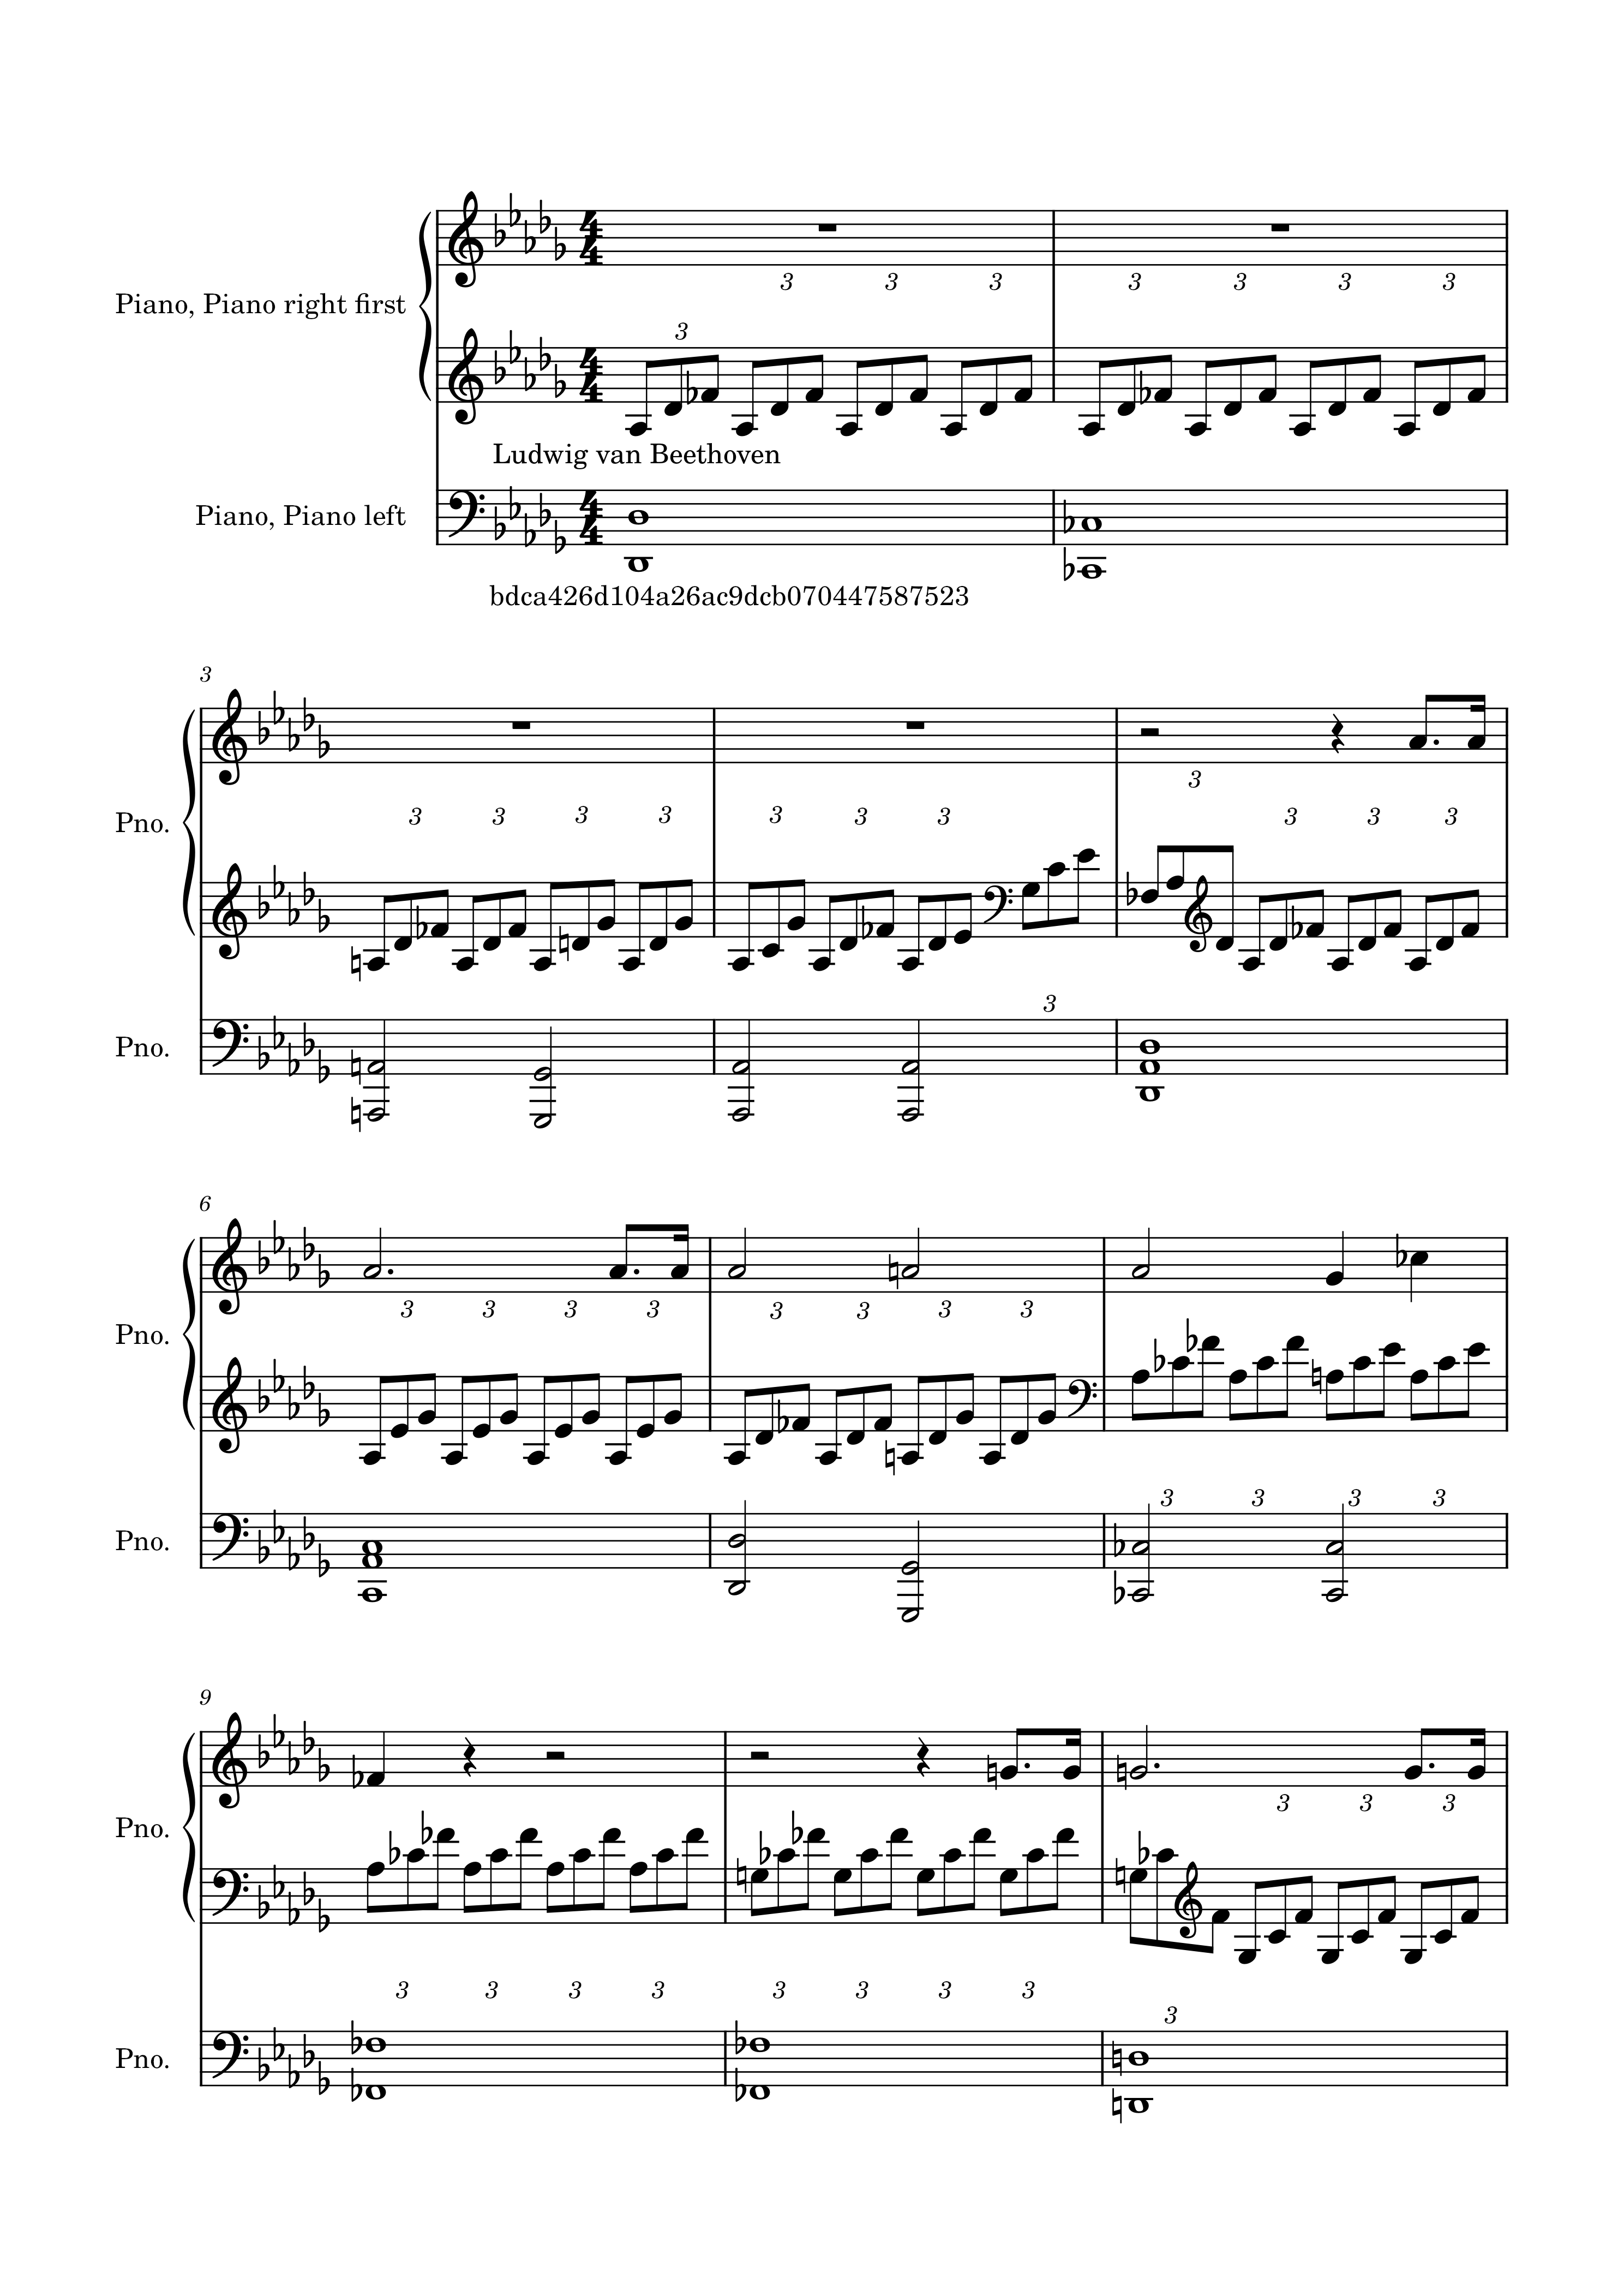 Piano, Piano right first
3 3 3 3 3 3 3
3
Ludwig van Beethoven
Piano, Piano left
bdca426d104a26ac9dcb070447587523
3
3
3 3 3 3 3 3 3 3 3 3
Pno.
3
Pno.
6
3 3 3 3 3 3 3 3
Pno.
3 3 3 3
Pno.
9
3 3 3
Pno.
3 3 3 3 3 3 3 3
3
Pno.